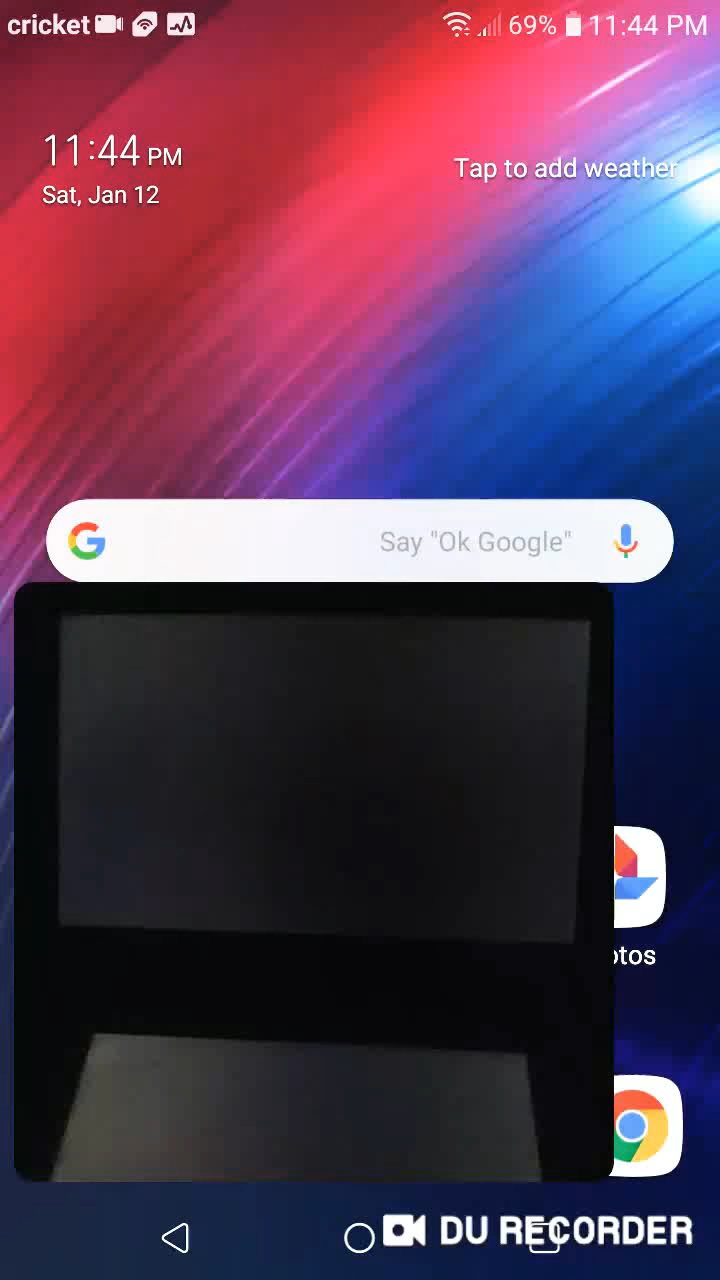 cricket 69% 11:44 PM
11:44 PM
Tap to add weather
Sat, Jan 12
Say "Ok Google"
otos
DU RECORDER